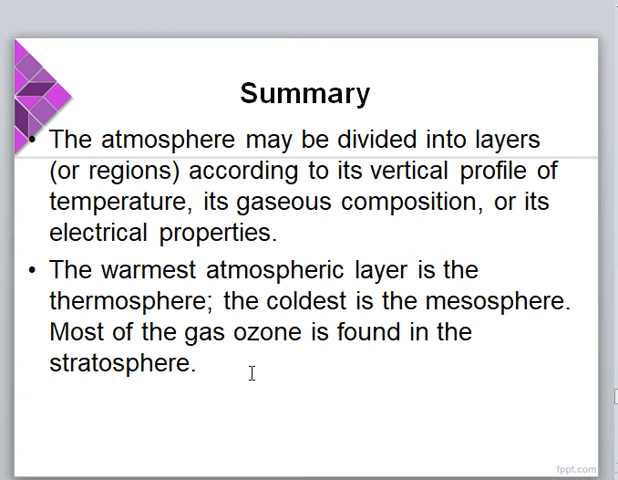 Summary
• The atmosphere may be divided into layers
(or regions) according to its vertical profile of
temperature, its gaseous composition, or its
electrical properties.
• The warmest atmospheric layer is the
thermosphere; the coldest is the mesosphere.
Most of the gas ozone is found in the
stratosphere.
fppt.com